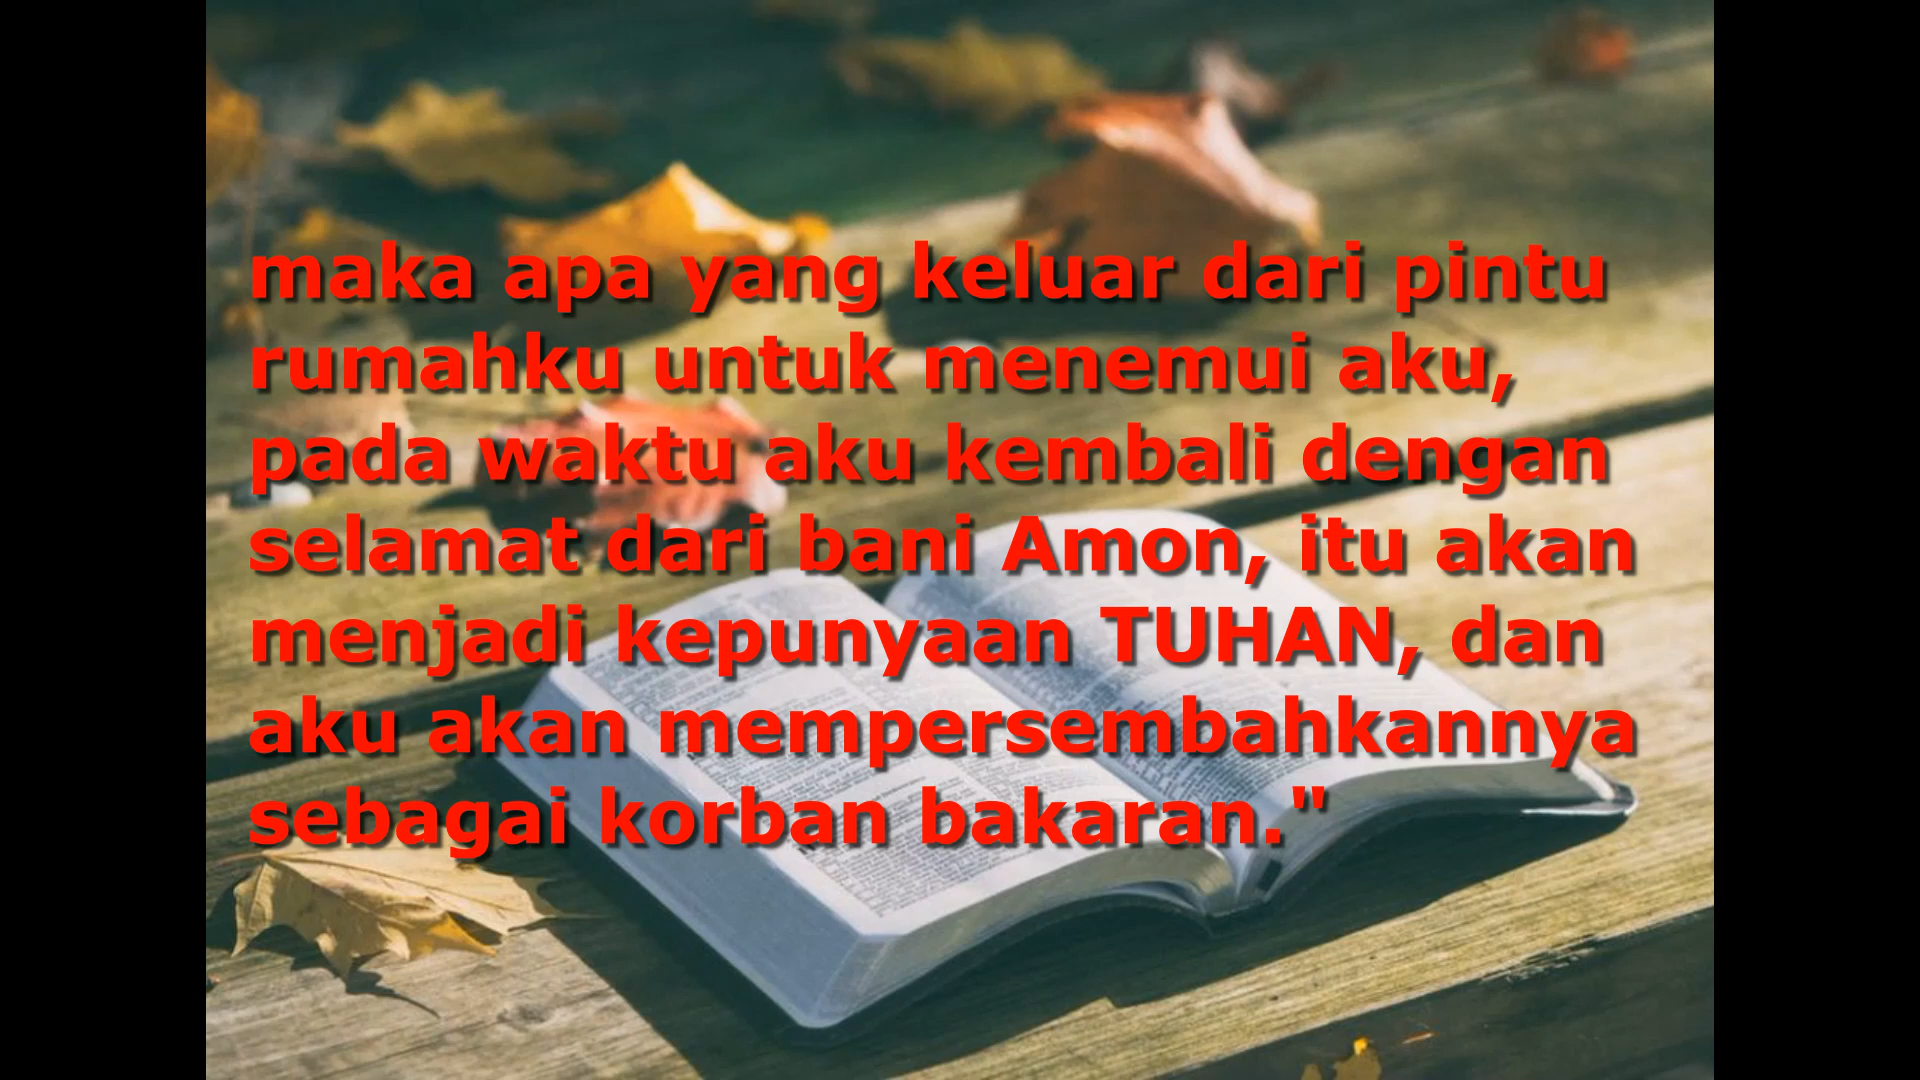 maka apa yang keluar dari pintu
rumahku untuk menemui aku,
pada waktu aku kembali dengan
selamat dari bani Amon, itu akan
menjadi kepunyaan TUHAN, dan
aku akan mempersembahkannya
sebagai korban bakaran."